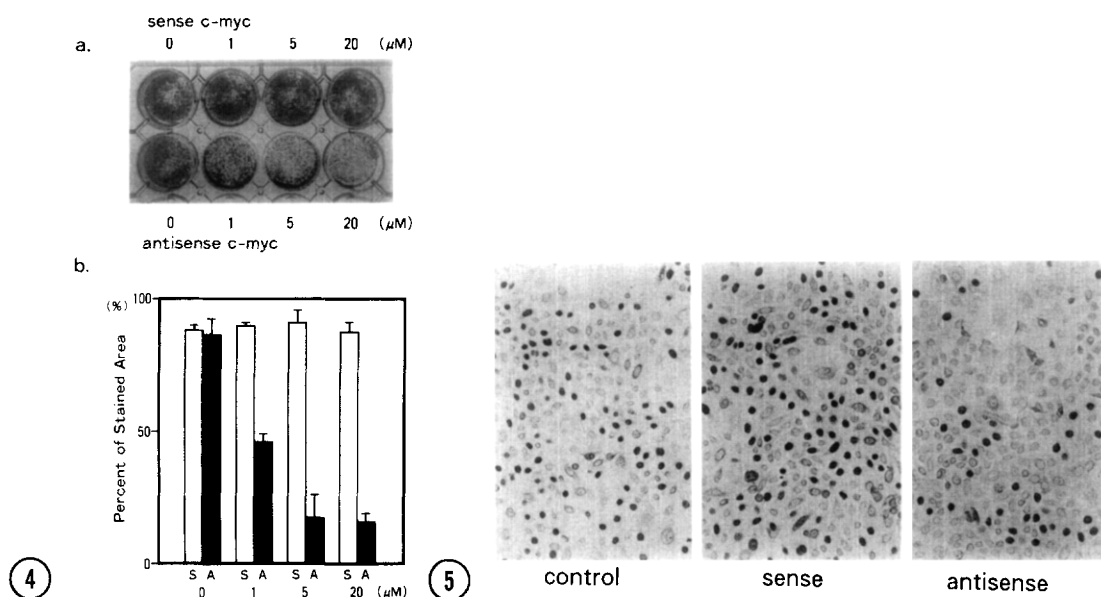 sense c-myc
a.
0 1 5 20 (μM)
0 1 5 20 (μM)
antisense c-myc
b.
(%)
100
50
0
Percent of Stained Area
S A S A S A S A
0 1 5 20 (μM)
4
5
control sense antisense